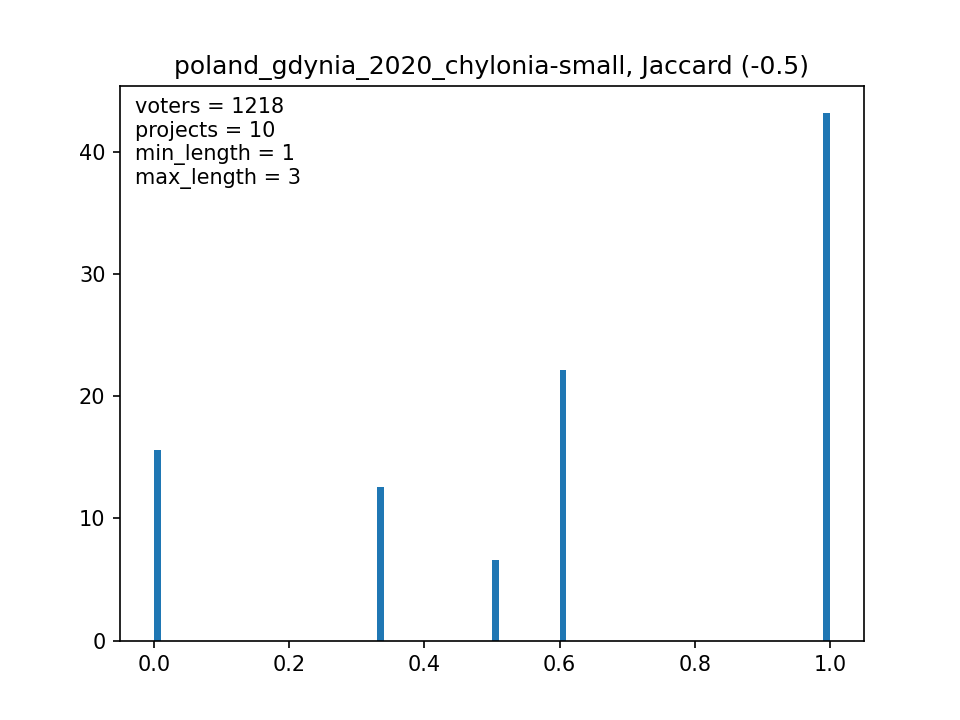 poland_gdynia_2020_chylonia-small, Jaccard (-0.5)
voters = 1218
projects = 10
min_length = 1
max_length = 3
40
30
20
10
0
0.0 0.2 0.4 0.6 0.8 1.0